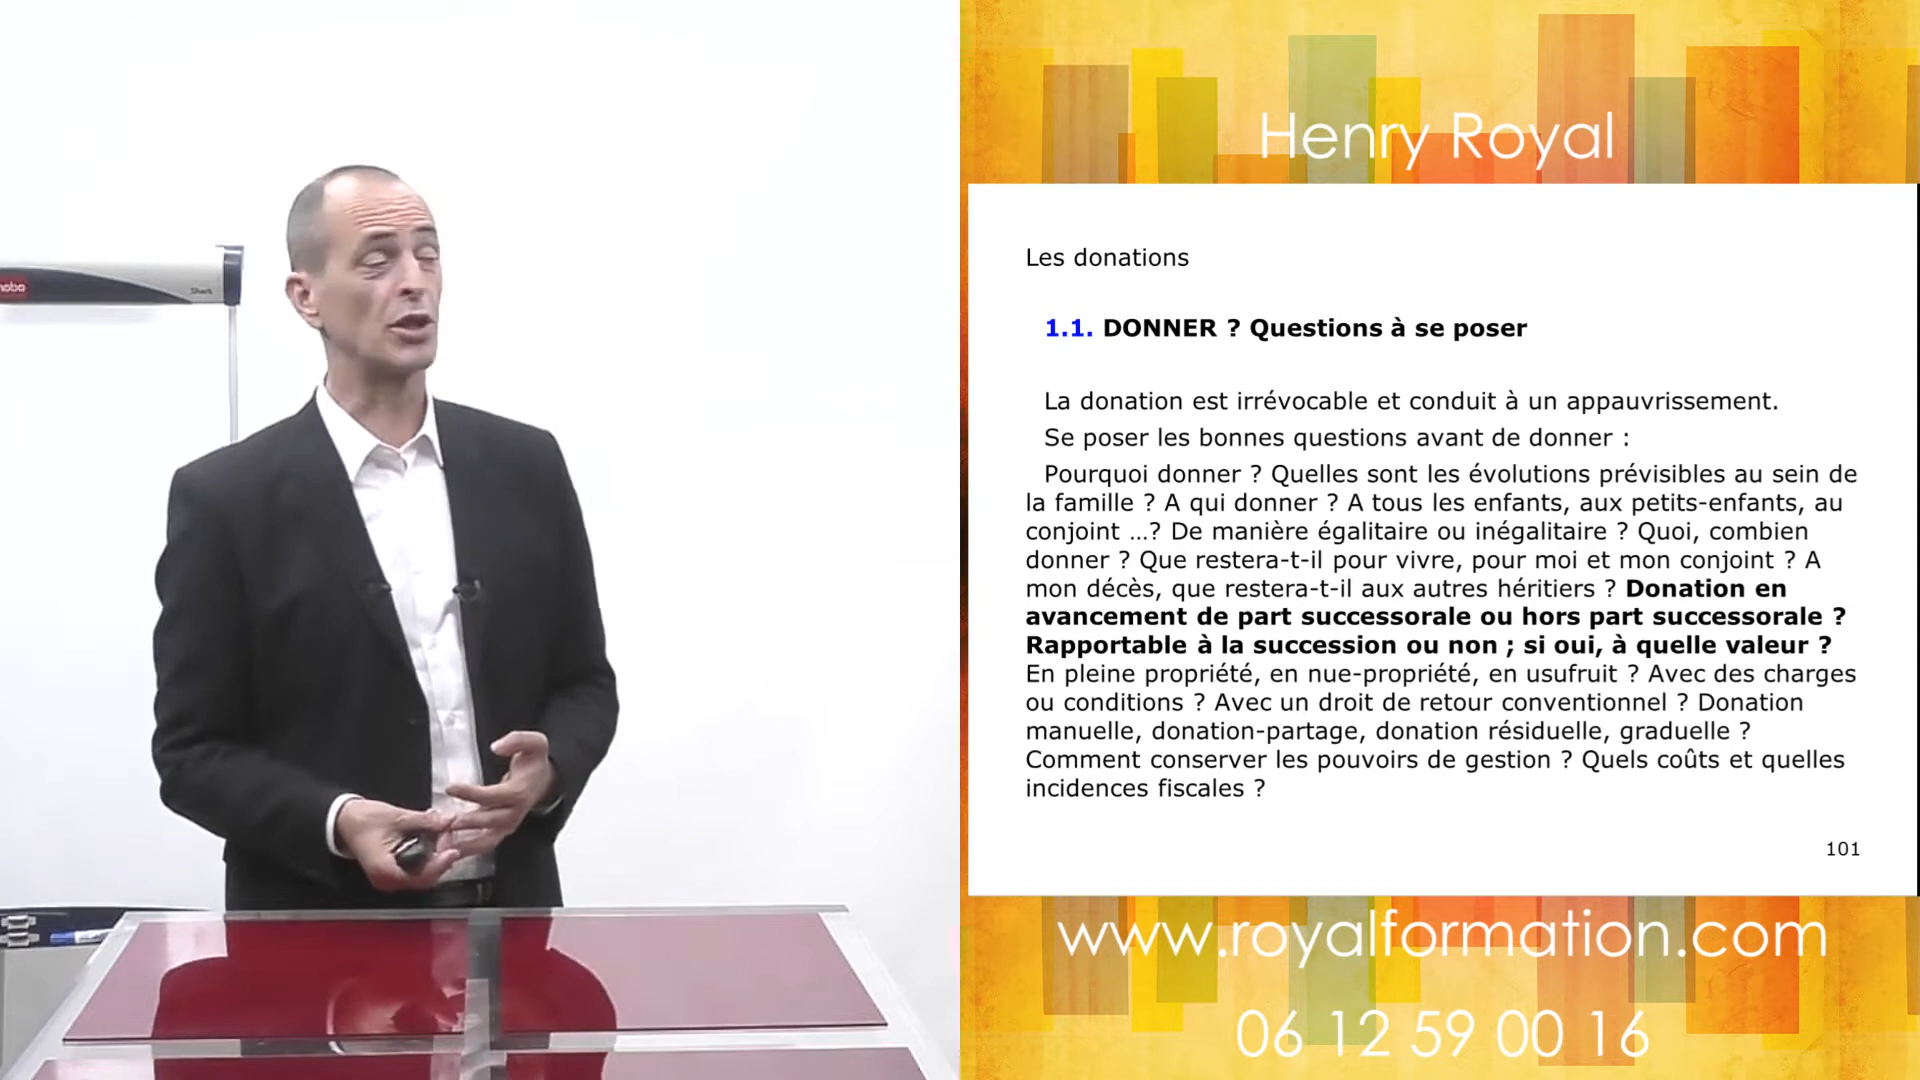 Henry Royal
Les donations
1.1. DONNER ? Questions à se poser
La donation est irrévocable et conduit à un appauvrissement.
Se poser les bonnes questions avant de donner :
Pourquoi donner ? Quelles sont les évolutions prévisibles au sein de
la famille ? A qui donner ? A tous les enfants, aux petits-enfants, au
conjoint …? De manière égalitaire ou inégalitaire ? Quoi, combien
donner ? Que restera-t-il pour vivre, pour moi et mon conjoint ? A
mon décès, que restera-t-il aux autres héritiers ? Donation en
avancement de part successorale ou hors part successorale ?
Rapportable à la succession ou non ; si oui, à quelle valeur ?
En pleine propriété, en nue-propriété, en usufruit ? Avec des charges
ou conditions ? Avec un droit de retour conventionnel ? Donation
manuelle, donation-partage, donation résiduelle, graduelle ?
Comment conserver les pouvoirs de gestion ? Quels coûts et quelles
incidences fiscales ?
101
www.royalformation.com
06 12 59 00 16